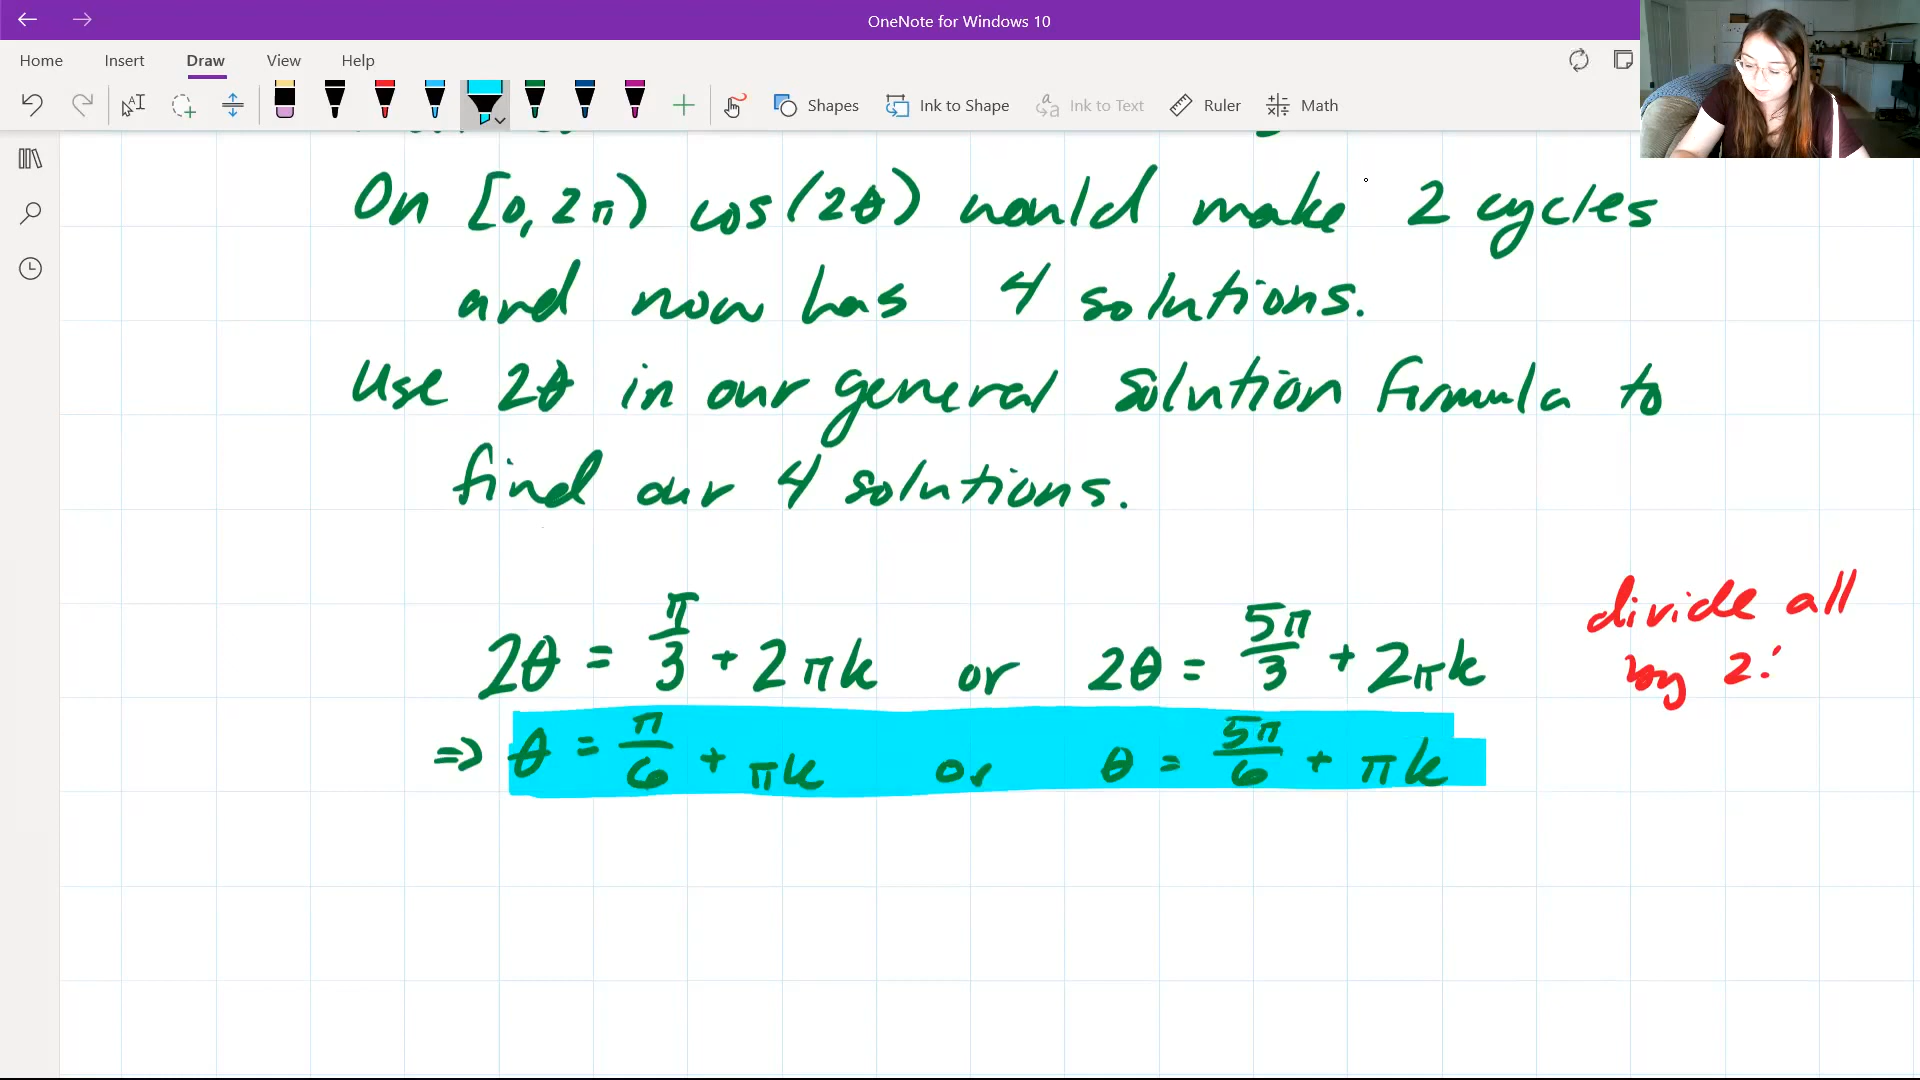 OneNote for Windows 10
Home Insert Draw View Help
Shapes Ink to Shape Ink to Text Ruler Math
On [0, 2π) cos(2θ) would make 2 cycles
and now has 4 solutions.
Use 2θ in our general solution formula to
find our 4 solutions.
2θ = π/3 + 2πk or 2θ = 5π/3 + 2πk
divide all
by 2:
⇒ θ = π/6 + πk or θ = 5π/6 + πk